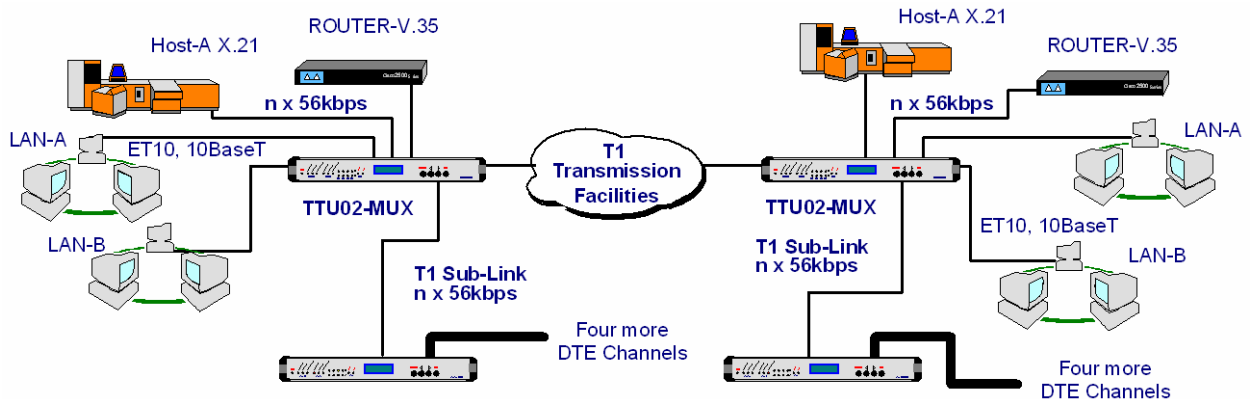 Host-A X.21
ROUTER-V.35
n x 56kbps
LAN-A
ET10, 10BaseT
LAN-B
TTU02-MUX
T1 Sub-Link
n x 56kbps
Four more
DTE Channels
T1
Transmission
Facilities
Host-A X.21
ROUTER-V.35
n x 56kbps
LAN-A
TTU02-MUX
ET10, 10BaseT
LAN-B
T1 Sub-Link
n x 56kbps
Four more
DTE Channels